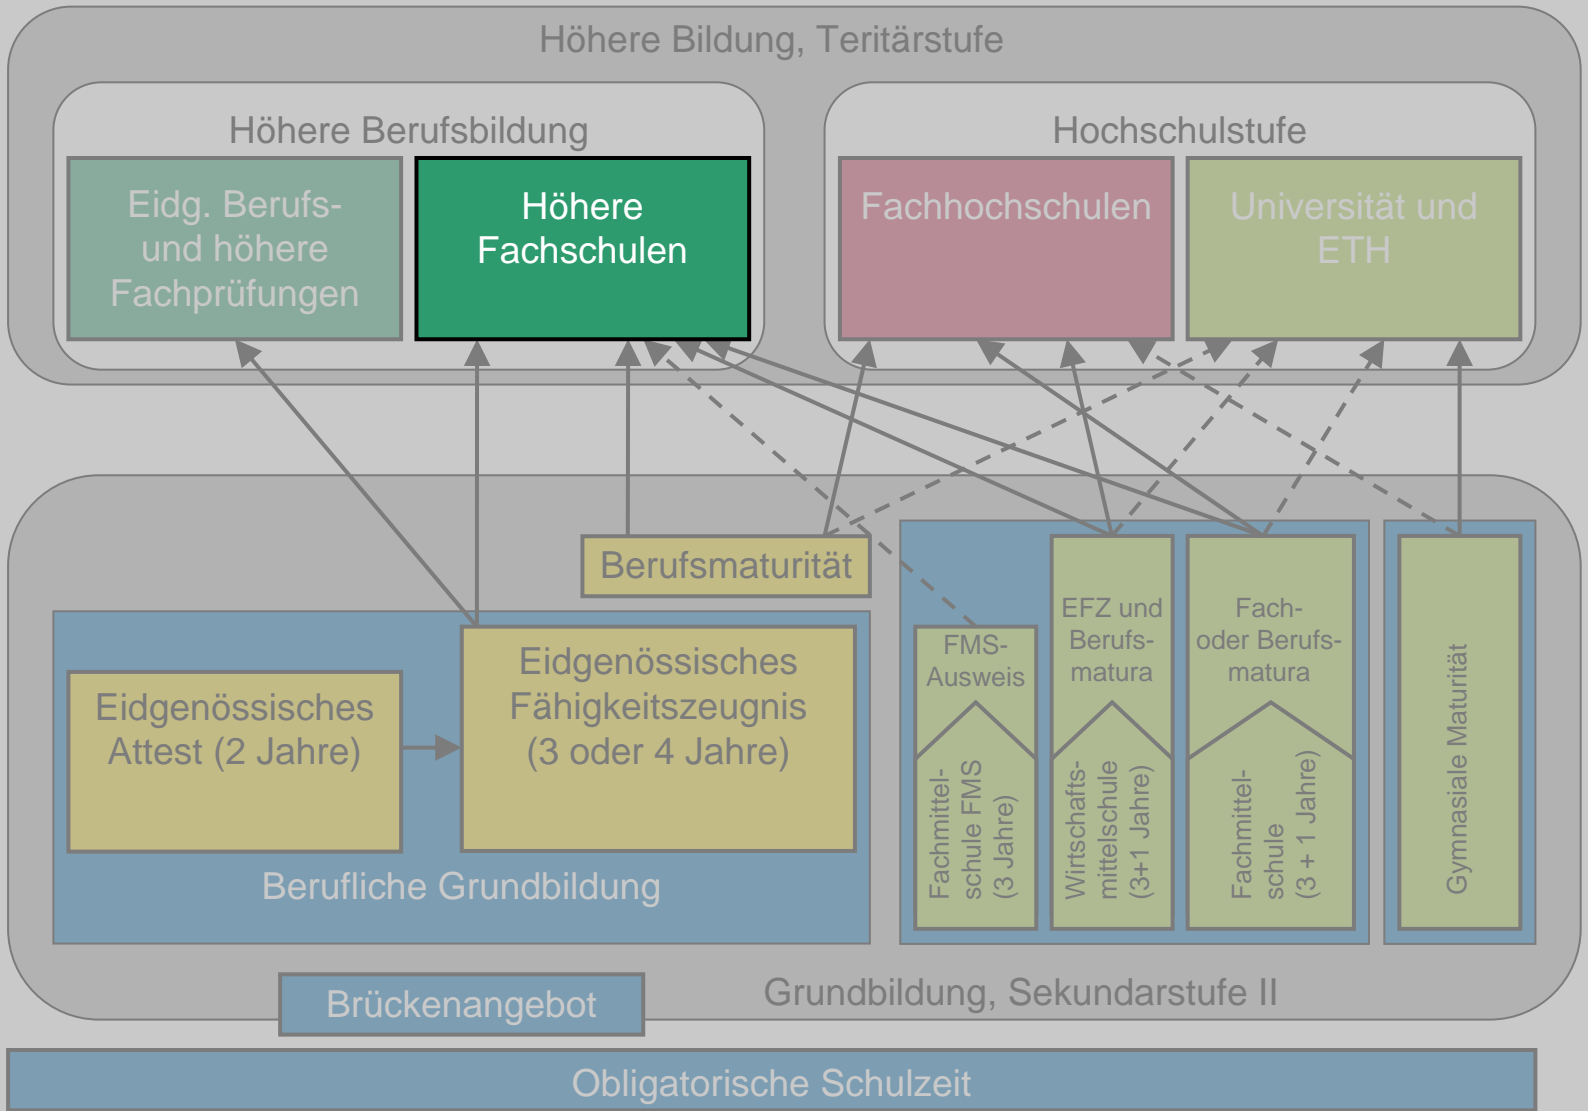 Höhere Bildung, Teritärstufe
Höhere Berufsbildung
Eidg. Berufs-
und höhere
Fachprüfungen
Höhere
Fachschulen
Hochschulstufe
Fachhochschulen
Universität und
ETH
Berufsmaturität
Eidgenössisches
Attest (2 Jahre)
Eidgenössisches
Fähigkeitszeugnis
(3 oder 4 Jahre)
Berufliche Grundbildung
FMS-
Ausweis
Fachmittel-
schule FMS
(3 Jahre)
EFZ und
Berufs-
matura
Wirtschafts-
mittelschule
(3+1 Jahre)
Fach-
oder Berufs-
matura
Fachmittel-
schule
(3 + 1 Jahre)
Gymnasiale Maturität
Grundbildung, Sekundarstufe II
Brückenangebot
Obligatorische Schulzeit